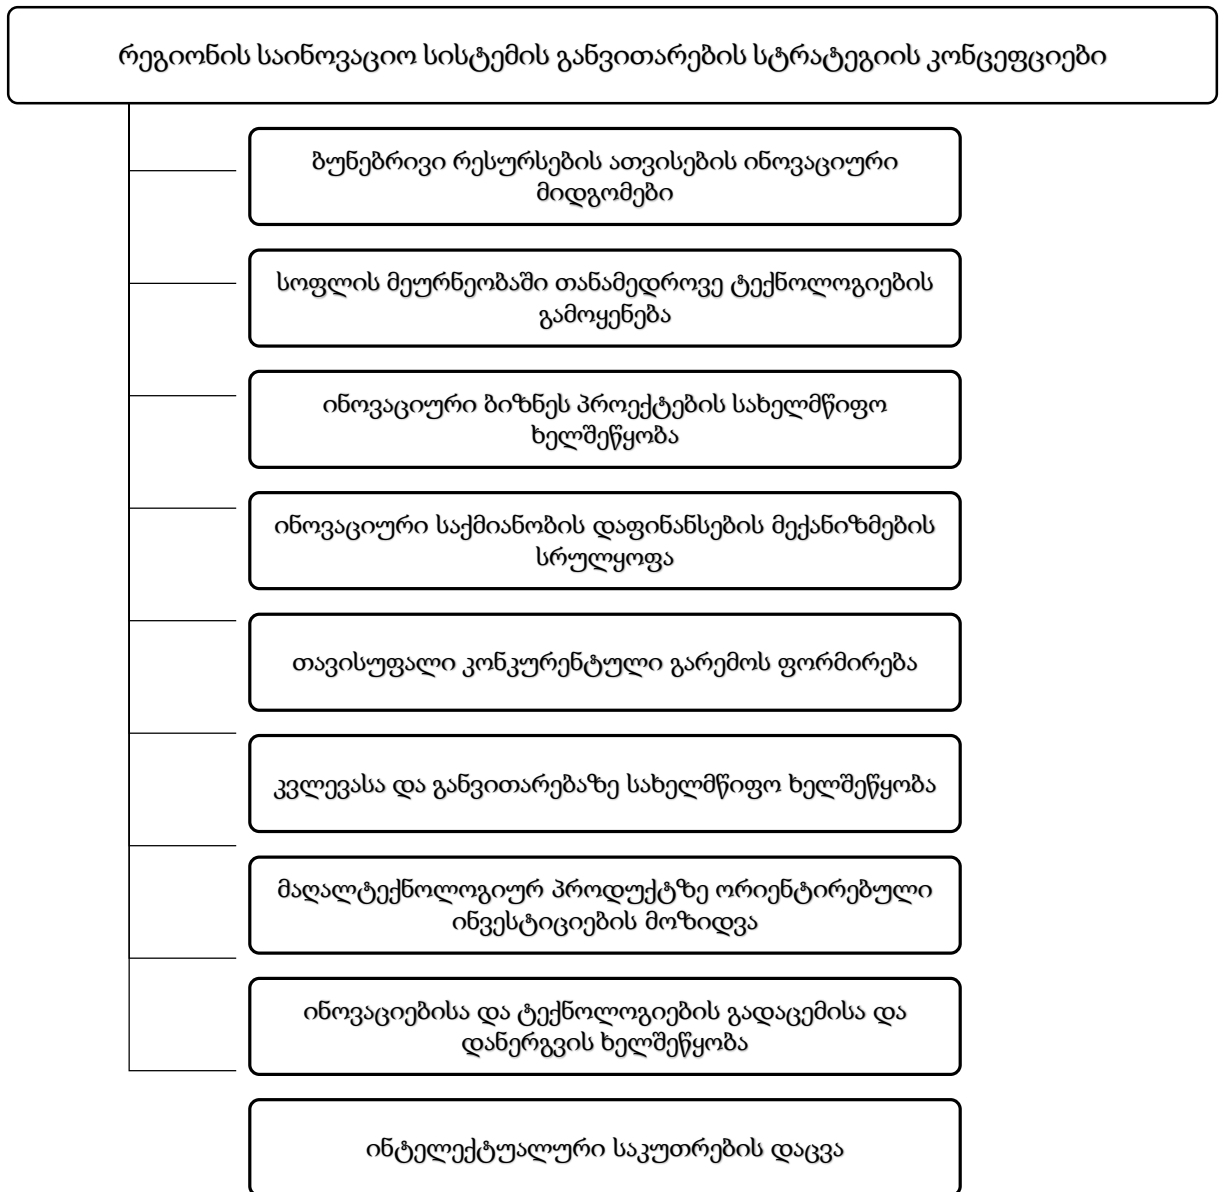 რეგიონის საინოვაციო სისტემის განვითარების სტრატეგიის კონცეფციები
ბუნებრივი რესურსების ათვისების ინოვაციური
მიდგომები
სოფლის მეურნეობაში თანამედროვე ტექნოლოგიების
გამოყენება
ინოვაციური ბიზნეს პროექტების სახელმწიფო
ხელშეწყობა
ინოვაციური საქმიანობის დაფინანსების მექანიზმების
სრულყოფა
თავისუფალი კონკურენტული გარემოს ფორმირება
კვლევასა და განვითარებაზე სახელმწიფო ხელშეწყობა
მაღალტექნოლოგიურ პროდუქტზე ორიენტირებული
ინვესტიციების მოზიდვა
ინოვაციებისა და ტექნოლოგიების გადაცემისა და
დანერგვის ხელშეწყობა
ინტელექტუალური საკუთრების დაცვა